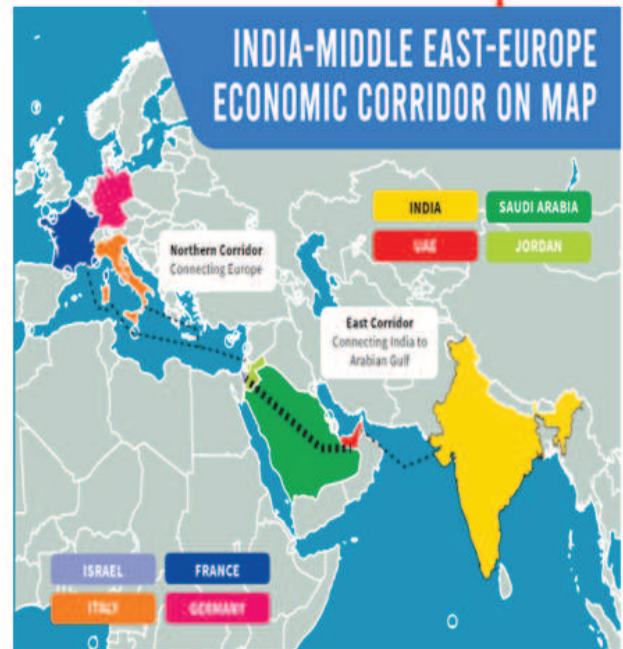 INDIA-MIDDLE EAST-EUROPE
ECONOMIC CORRIDOR ON MAP
INDIA
SAUDI ARABIA
UAE
JORDAN
Northern Corridor
Connecting Europe
East Corridor
Connecting India to
Arabian Gulf
ISRAEL
FRANCE
ITALY
GERMANY